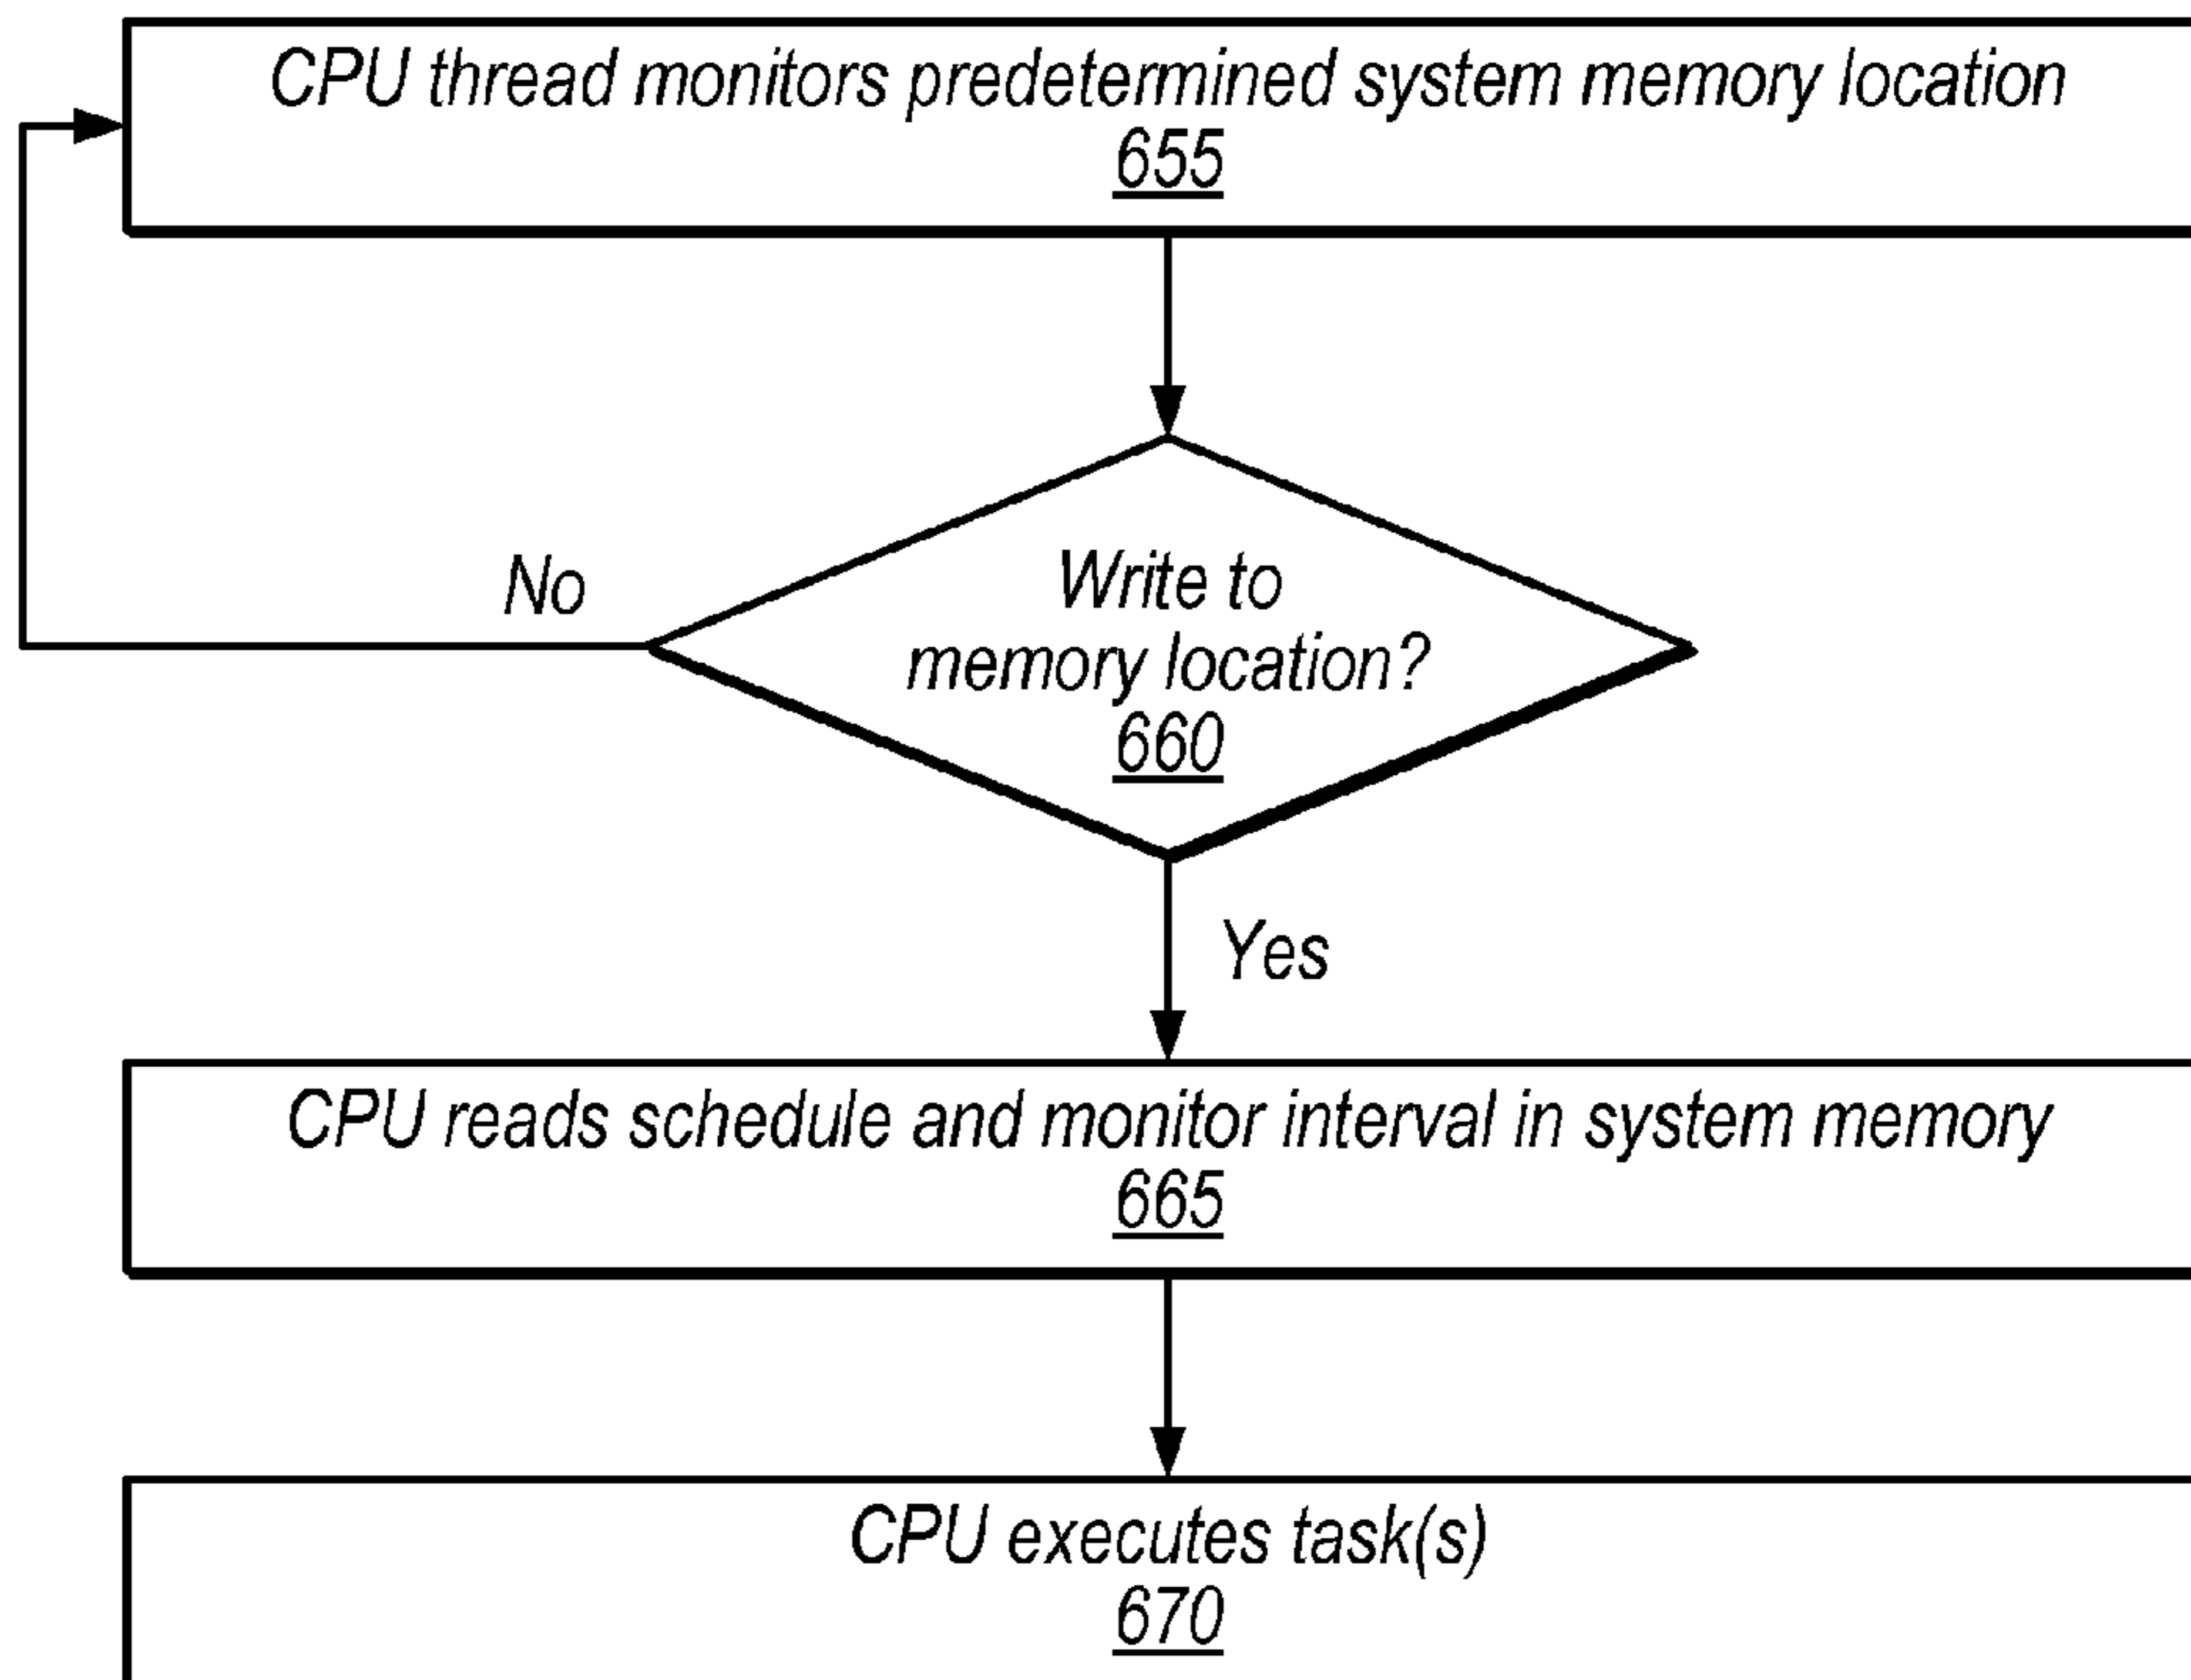 CPU thread monitors predetermined system memory location
655
No
Write to
memory location?
660
Yes
CPU reads schedule and monitor interval in system memory
665
CPU executes task(s)
670